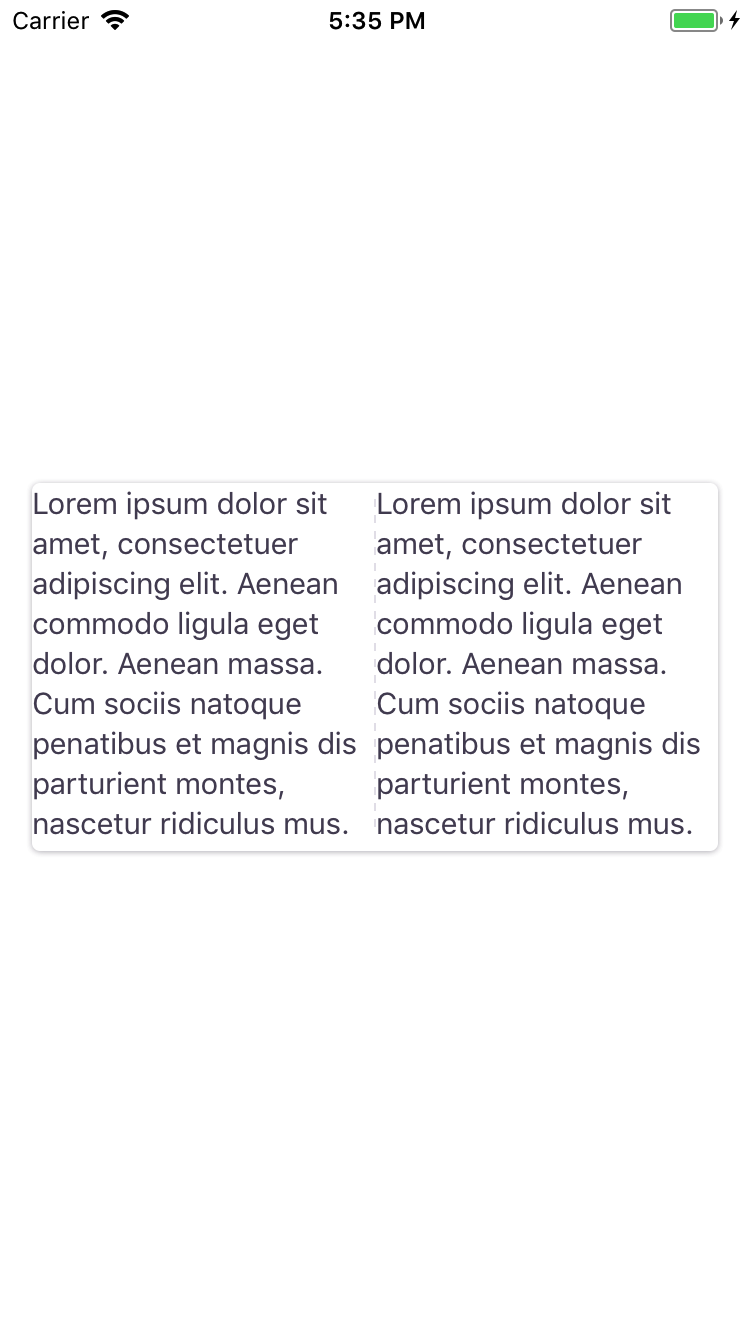 Carrier 5:35 PM
Lorem ipsum dolor sit
amet, consectetuer
adipiscing elit. Aenean
commodo ligula eget
dolor. Aenean massa.
Cum sociis natoque
penatibus et magnis dis
parturient montes,
nascetur ridiculus mus.
Lorem ipsum dolor sit
amet, consectetuer
adipiscing elit. Aenean
commodo ligula eget
dolor. Aenean massa.
Cum sociis natoque
penatibus et magnis dis
parturient montes,
nascetur ridiculus mus.